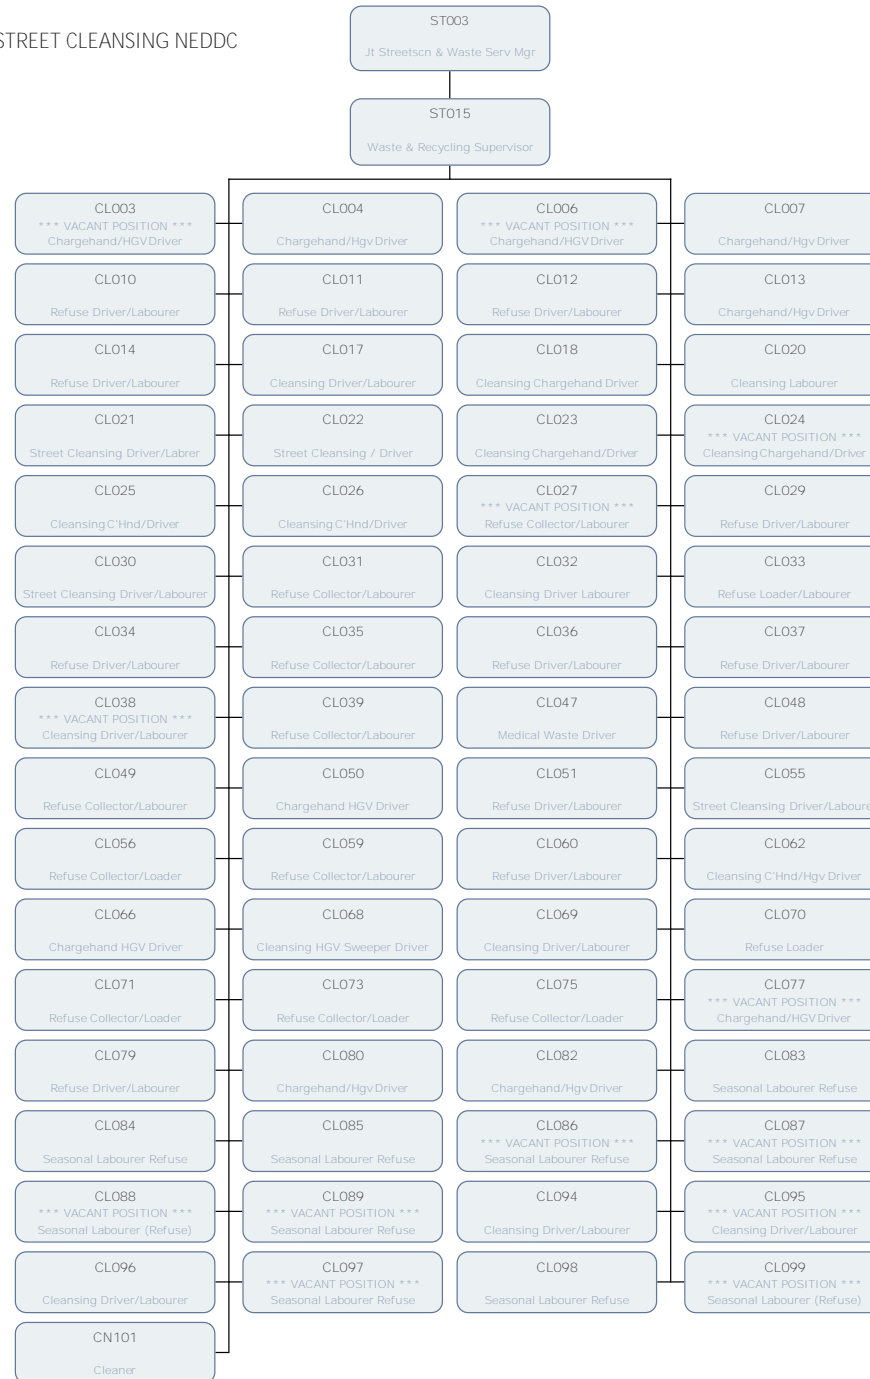 STREET CLEANSING NEDDC
ST003
Jt Streetscn & Waste Serv Mgr
ST015
Waste & Recycling Supervisor
CL003
*** VACANT POSITION ***
Chargehand/HGV Driver
CL004
Chargehand/Hgv Driver
CL006
*** VACANT POSITION ***
Chargehand/HGV Driver
CL007
Chargehand/Hgv Driver
CL010
Refuse Driver/Labourer
CL011
Refuse Driver/Labourer
CL012
Refuse Driver/Labourer
CL013
Chargehand/Hgv Driver
CL014
Refuse Driver/Labourer
CL017
Cleansing Driver/Labourer
CL018
Cleansing Chargehand Driver
CL020
Cleansing Labourer
CL021
Street Cleansing Driver/Labrer
CL022
Street Cleansing / Driver
CL023
Cleansing Chargehand/Driver
CL024
*** VACANT POSITION ***
Cleansing Chargehand/Driver
CL025
Cleansing C'Hnd/Driver
CL026
Cleansing C'Hnd/Driver
CL027
*** VACANT POSITION ***
Refuse Collector/Labourer
CL029
Refuse Driver/Labourer
CL030
Street Cleansing Driver/Labourer
CL031
Refuse Collector/Labourer
CL032
Cleansing Driver Labourer
CL033
Refuse Loader/Labourer
CL034
Refuse Driver/Labourer
CL035
Refuse Collector/Labourer
CL036
Refuse Driver/Labourer
CL037
Refuse Driver/Labourer
CL038
*** VACANT POSITION ***
Cleansing Driver/Labourer
CL039
Refuse Collector/Labourer
CL047
Medical Waste Driver
CL048
Refuse Driver/Labourer
CL049
Refuse Collector/Labourer
CL050
Chargehand HGV Driver
CL051
Refuse Driver/Labourer
CL055
Street Cleansing Driver/Laboure
CL056
Refuse Collector/Loader
CL059
Refuse Collector/Labourer
CL060
Refuse Driver/Labourer
CL062
Cleansing C'Hnd/Hgv Driver
CL066
Chargehand HGV Driver
CL068
Cleansing HGV Sweeper Driver
CL069
Cleansing Driver/Labourer
CL070
Refuse Loader
CL071
Refuse Collector/Loader
CL073
Refuse Collector/Loader
CL075
Refuse Collector/Loader
CL077
*** VACANT POSITION ***
Chargehand/HGV Driver
CL079
Refuse Driver/Labourer
CL080
Chargehand/Hgv Driver
CL082
Chargehand/Hgv Driver
CL083
Seasonal Labourer Refuse
CL084
Seasonal Labourer Refuse
CL085
Seasonal Labourer Refuse
CL086
*** VACANT POSITION ***
Seasonal Labourer Refuse
CL087
*** VACANT POSITION ***
Seasonal Labourer Refuse
CL088
*** VACANT POSITION ***
Seasonal Labourer (Refuse)
CL089
*** VACANT POSITION ***
Seasonal Labourer Refuse
CL094
Cleansing Driver/Labourer
CL095
*** VACANT POSITION ***
Cleansing Driver/Labourer
CL096
Cleansing Driver/Labourer
CL097
*** VACANT POSITION ***
Seasonal Labourer Refuse
CL098
Seasonal Labourer Refuse
CL099
*** VACANT POSITION ***
Seasonal Labourer (Refuse)
CN101
Cleaner